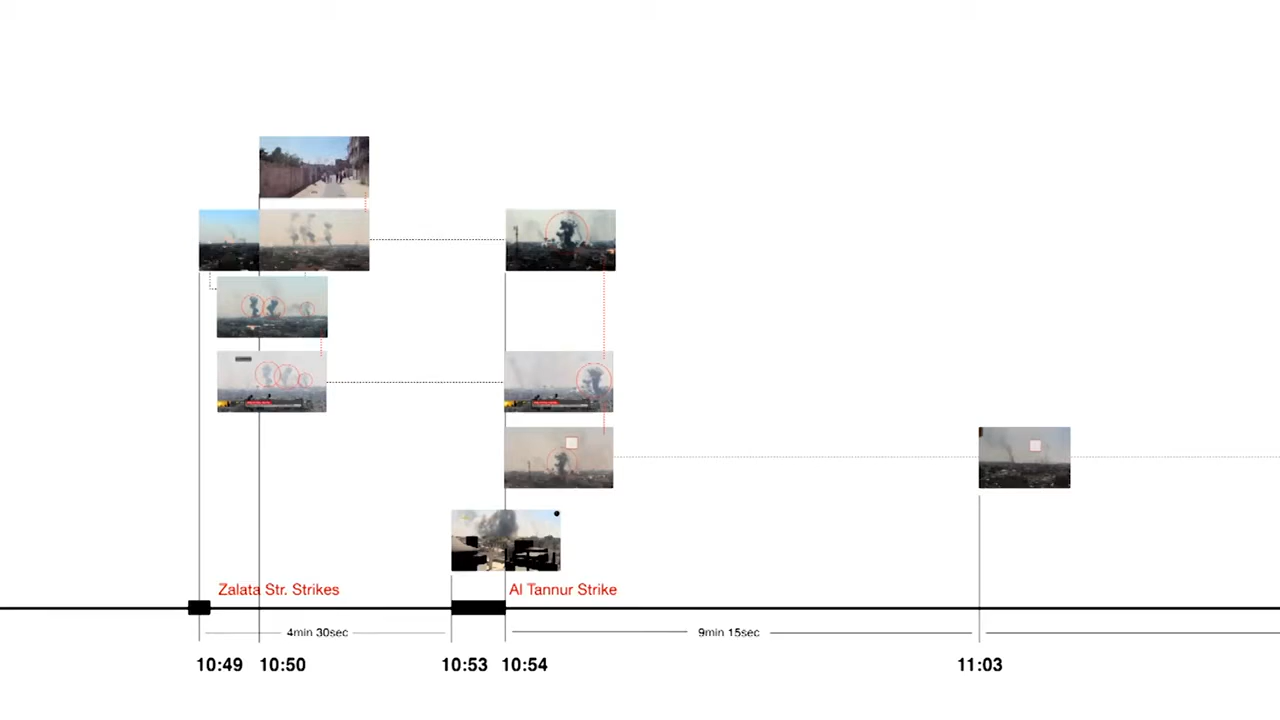 Zalata Str. Strikes
Al Tannur Strike
4min 30sec
9min 15sec
10:49
10:50
10:53
10:54
11:03